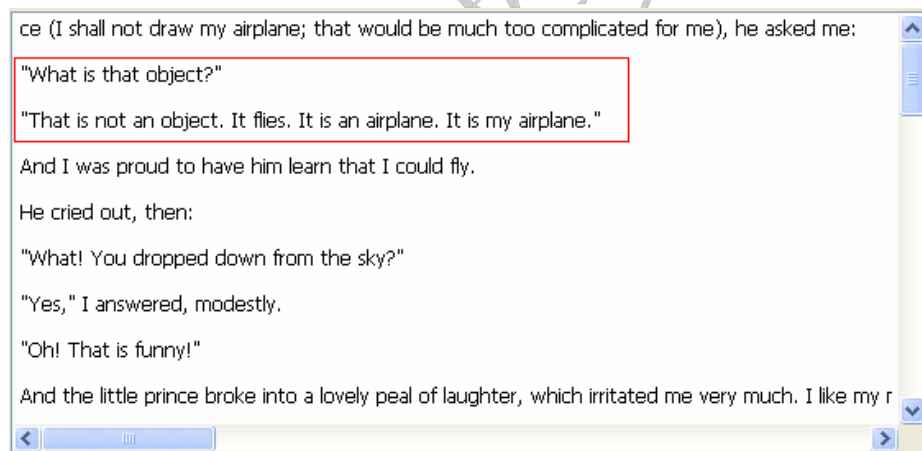 ce (I shall not draw my airplane; that would be much too complicated for me), he asked me:
"What is that object?"
"That is not an object. It flies. It is an airplane. It is my airplane."
And I was proud to have him learn that I could fly.
He cried out, then:
"What! You dropped down from the sky?"
"Yes," I answered, modestly.
"Oh! That is funny!"
And the little prince broke into a lovely peal of laughter, which irritated me very much. I like my r